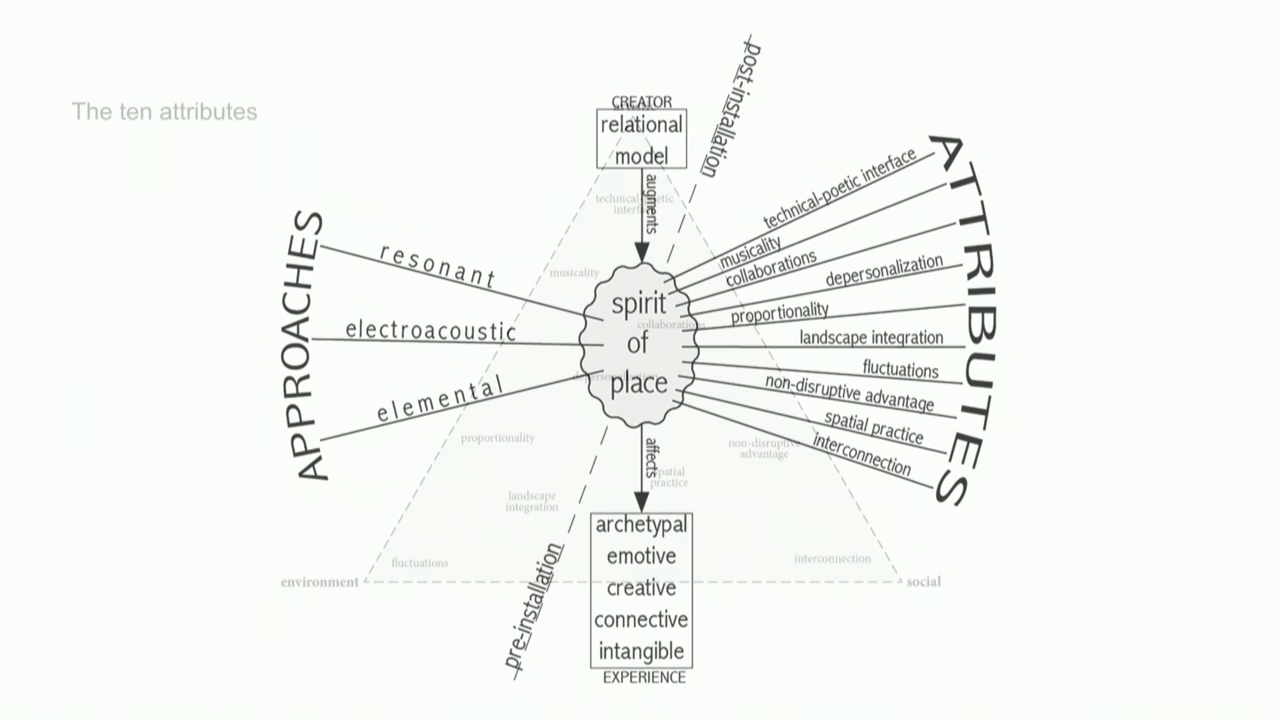 The ten attributes
CREATOR
relational
model
augments
post-installation
spirit
of
place
affects
archetypal
emotive
creative
connective
intangible
EXPERIENCE
pre-installation
APPROACHES
resonant
electroacoustic
elemental
ATTRIBUTES
technical-poetic interface
musicality
collaborations
depersonalization
proportionality
landscape integration
fluctuations
non-disruptive advantage
spatial practice
interconnection
musicality
collaborations
proportionality
landscape
integration
fluctuations
non-disruptive
advantage
spatial
practice
interconnection
environment
social